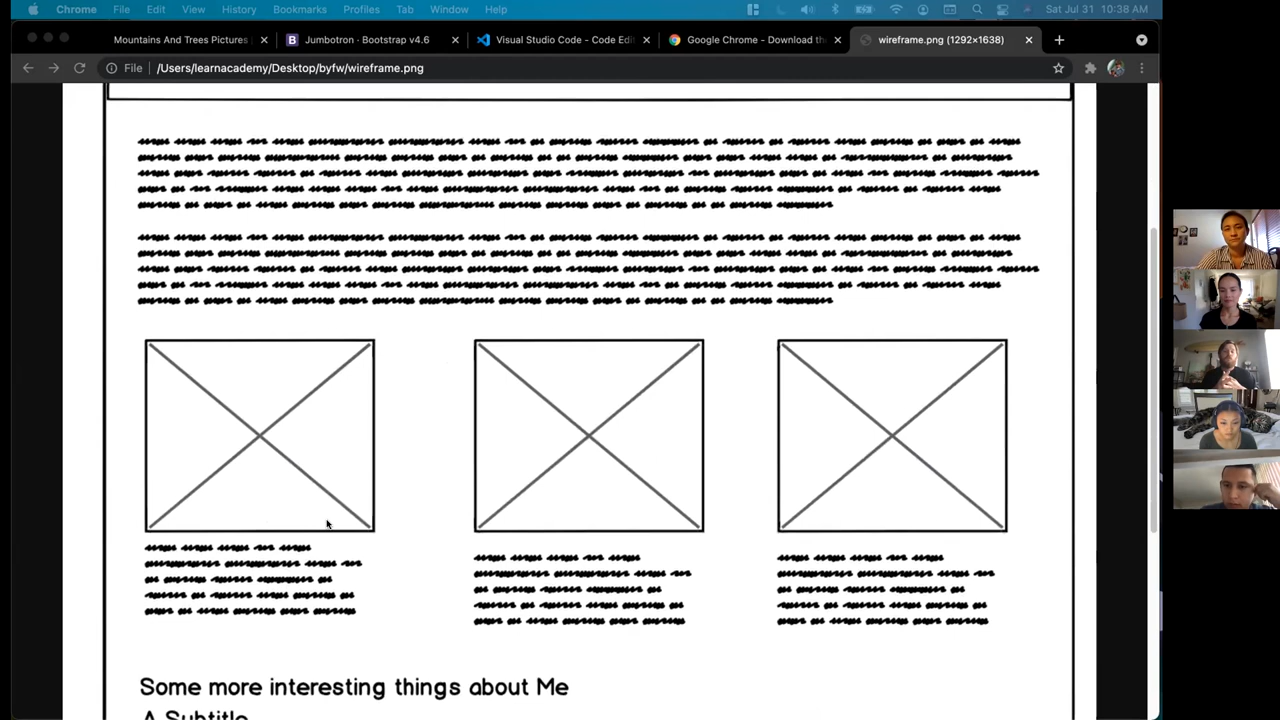 Chrome File Edit View History Bookmarks Profiles Tab Window Help Sat Jul 31 10:38 AM
Mountains And Trees Pictures Jumbotron · Bootstrap v4.6 Visual Studio Code - Code Edit Google Chrome - Download th wireframe.png (1292×1638)
File /Users/learnacademy/Desktop/byfw/wireframe.png
Some more interesting things about Me
A Subtitle